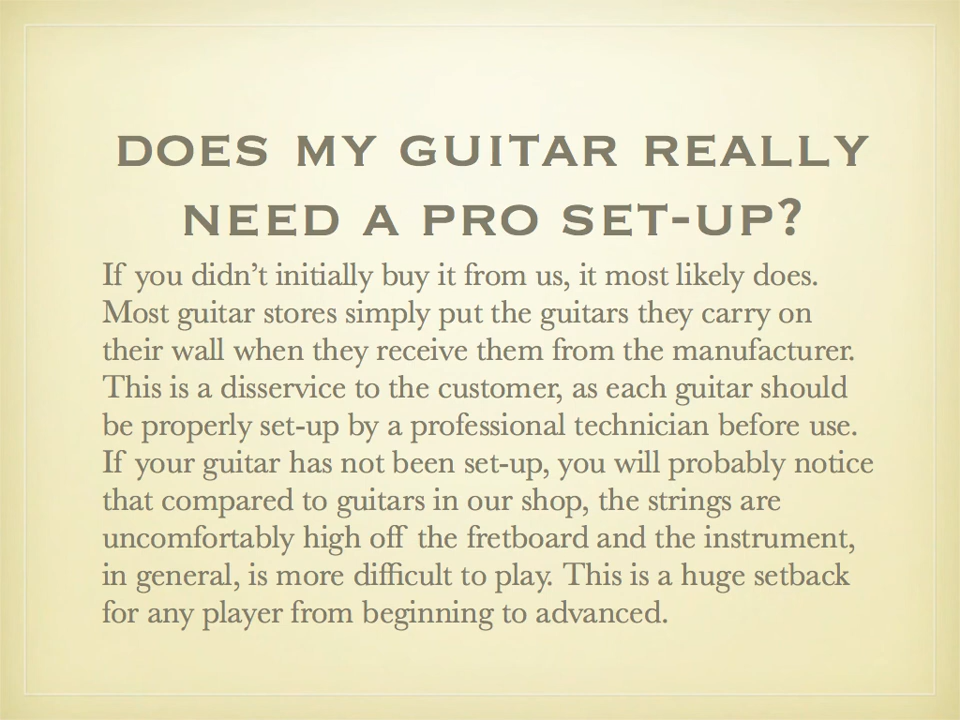 DOES MY GUITAR REALLY
NEED A PRO SET-UP?
If you didn’t initially buy it from us, it most likely does.
Most guitar stores simply put the guitars they carry on
their wall when they receive them from the manufacturer.
This is a disservice to the customer, as each guitar should
be properly set-up by a professional technician before use.
If your guitar has not been set-up, you will probably notice
that compared to guitars in our shop, the strings are
uncomfortably high off the fretboard and the instrument,
in general, is more difficult to play. This is a huge setback
for any player from beginning to advanced.